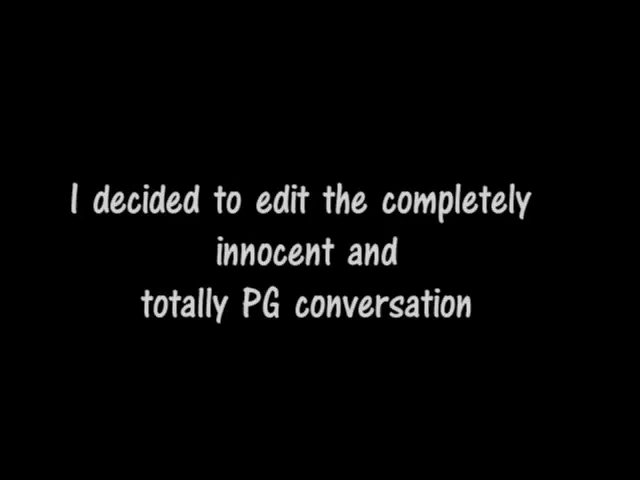 I decided to edit the completely
innocent and
totally PG conversation